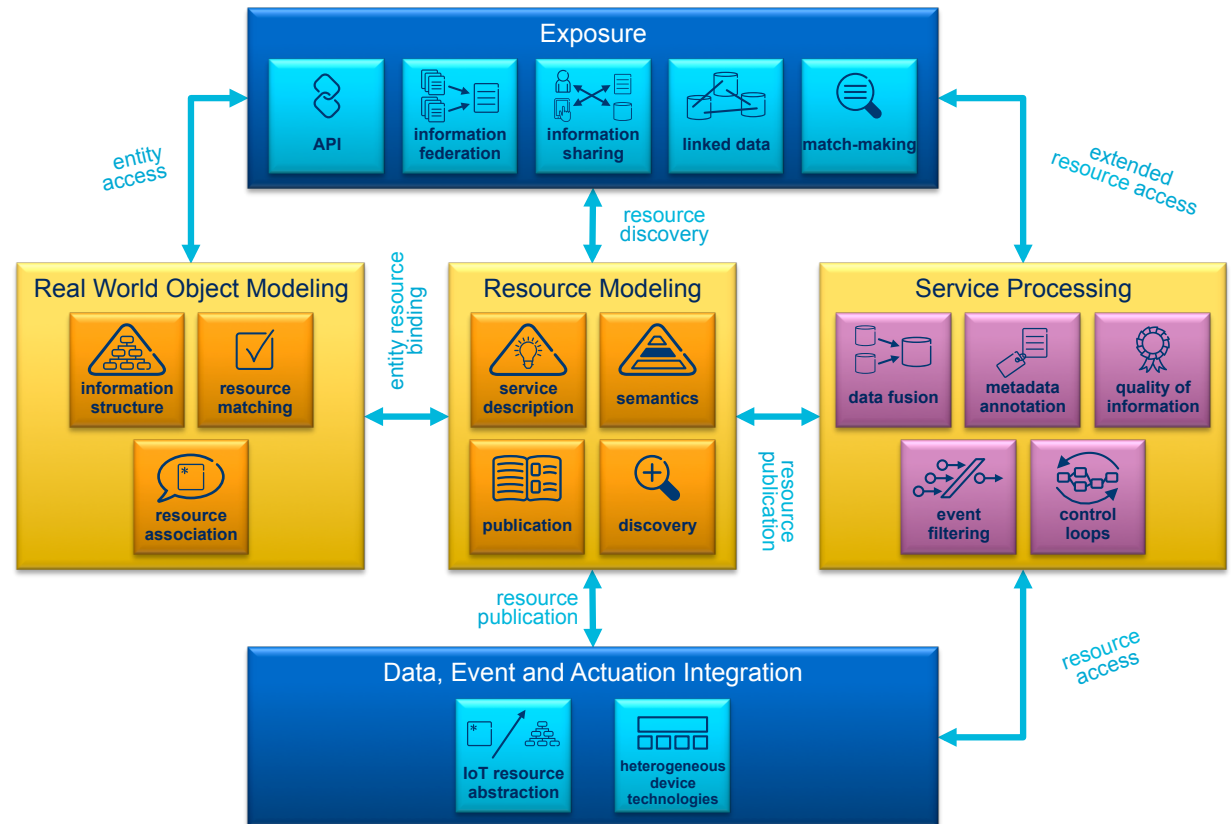 Exposure
API
information
federation
information
sharing
linked data
match-making
entity
access
resource
discovery
extended
resource access
Real World Object Modeling
information
structure
resource
matching
*
resource
association
entity resource
binding
Resource Modeling
service
description
semantics
publication
discovery
resource
publication
Service Processing
data fusion
metadata
annotation
quality of
information
event
filtering
control
loops
resource
publication
resource
access
Data, Event and Actuation Integration
*
IoT resource
abstraction
heterogeneous
device
technologies